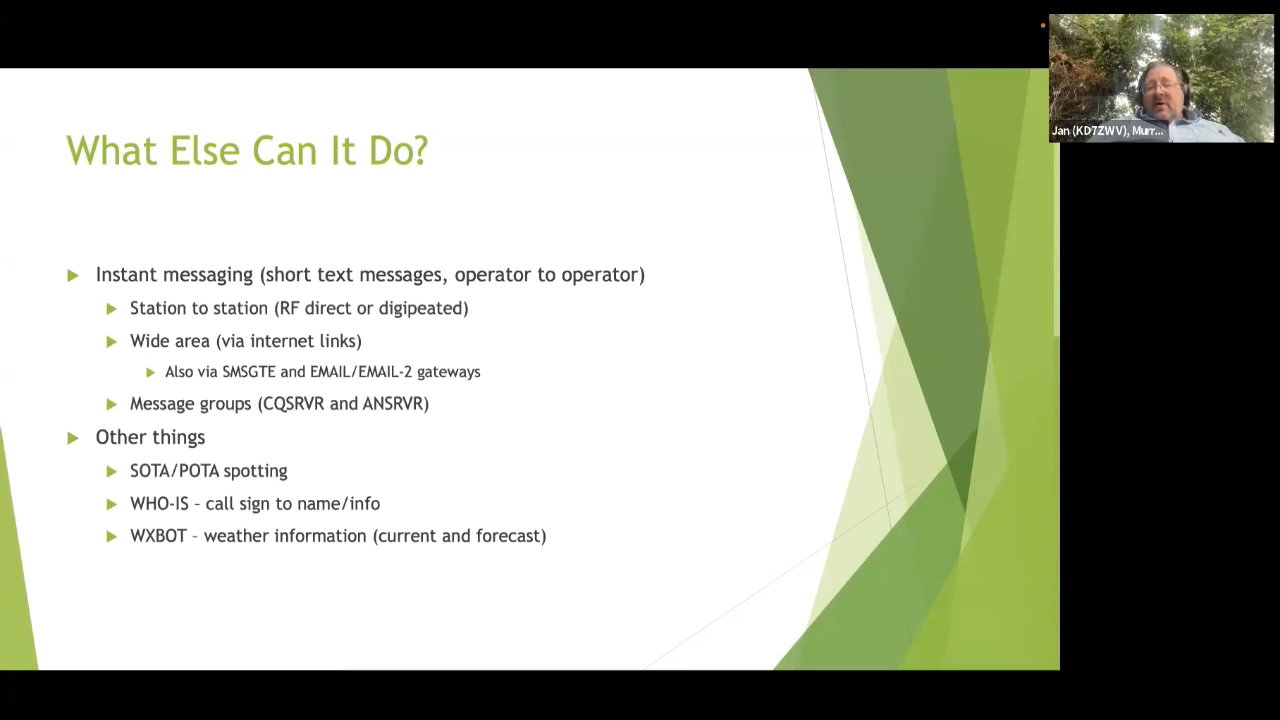 What Else Can It Do?
Instant messaging (short text messages, operator to operator)
Station to station (RF direct or digipeated)
Wide area (via internet links)
Also via SMSGTE and EMAIL/EMAIL-2 gateways
Message groups (CQSRVR and ANSRVR)
Other things
SOTA/POTA spotting
WHO-IS – call sign to name/info
WXBOT – weather information (current and forecast)
Jan (KD7ZWV), Murr...